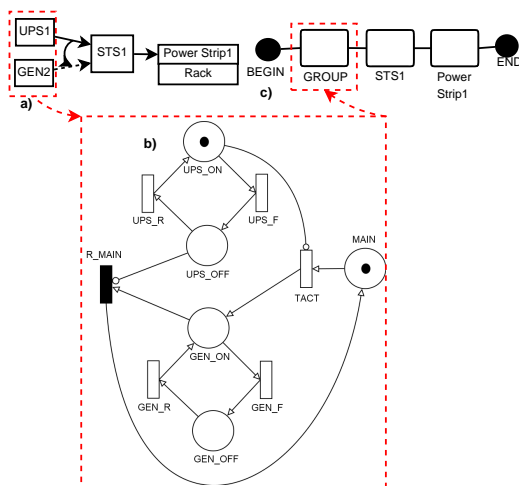 UPS1
GEN2
STS1
Power Strip1
Rack
a)
BEGIN
GROUP
STS1
Power
Strip1
END
c)
b)
UPS_ON
UPS_R
UPS_F
UPS_OFF
MAIN
R_MAIN
TACT
GEN_ON
GEN_R
GEN_F
GEN_OFF